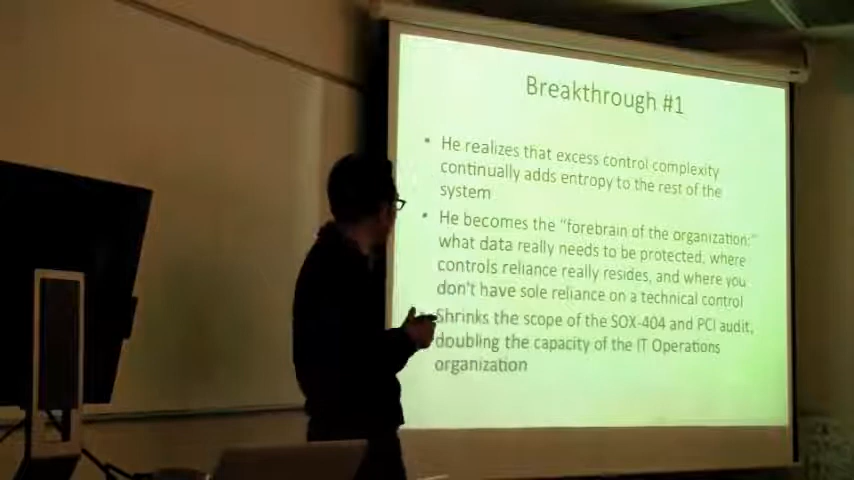 Breakthrough #1
• He realizes that excess control complexity
continually adds entropy to the rest of the
system
• He becomes the "forebrain of the organization:"
what data really needs to be protected, where
controls reliance really resides, and where you
don't have sole reliance on a technical control
Shrinks the scope of the SOX-404 and PCI audit,
doubling the capacity of the IT Operations
organization